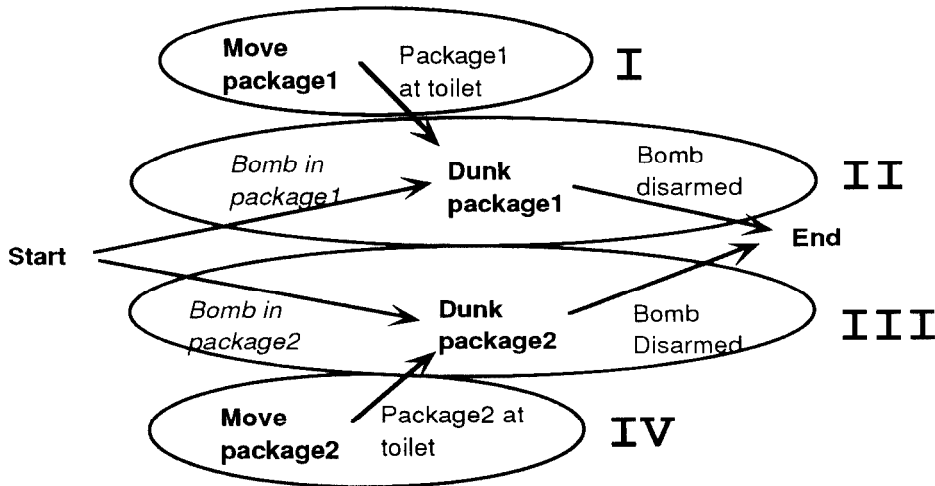 Move
package1
Package1
at toilet
I
Bomb in
package1
Dunk
package1
Bomb
disarmed
II
Start
End
Bomb in
package2
Dunk
package2
Bomb
Disarmed
III
Move
package2
Package2 at
toilet
IV